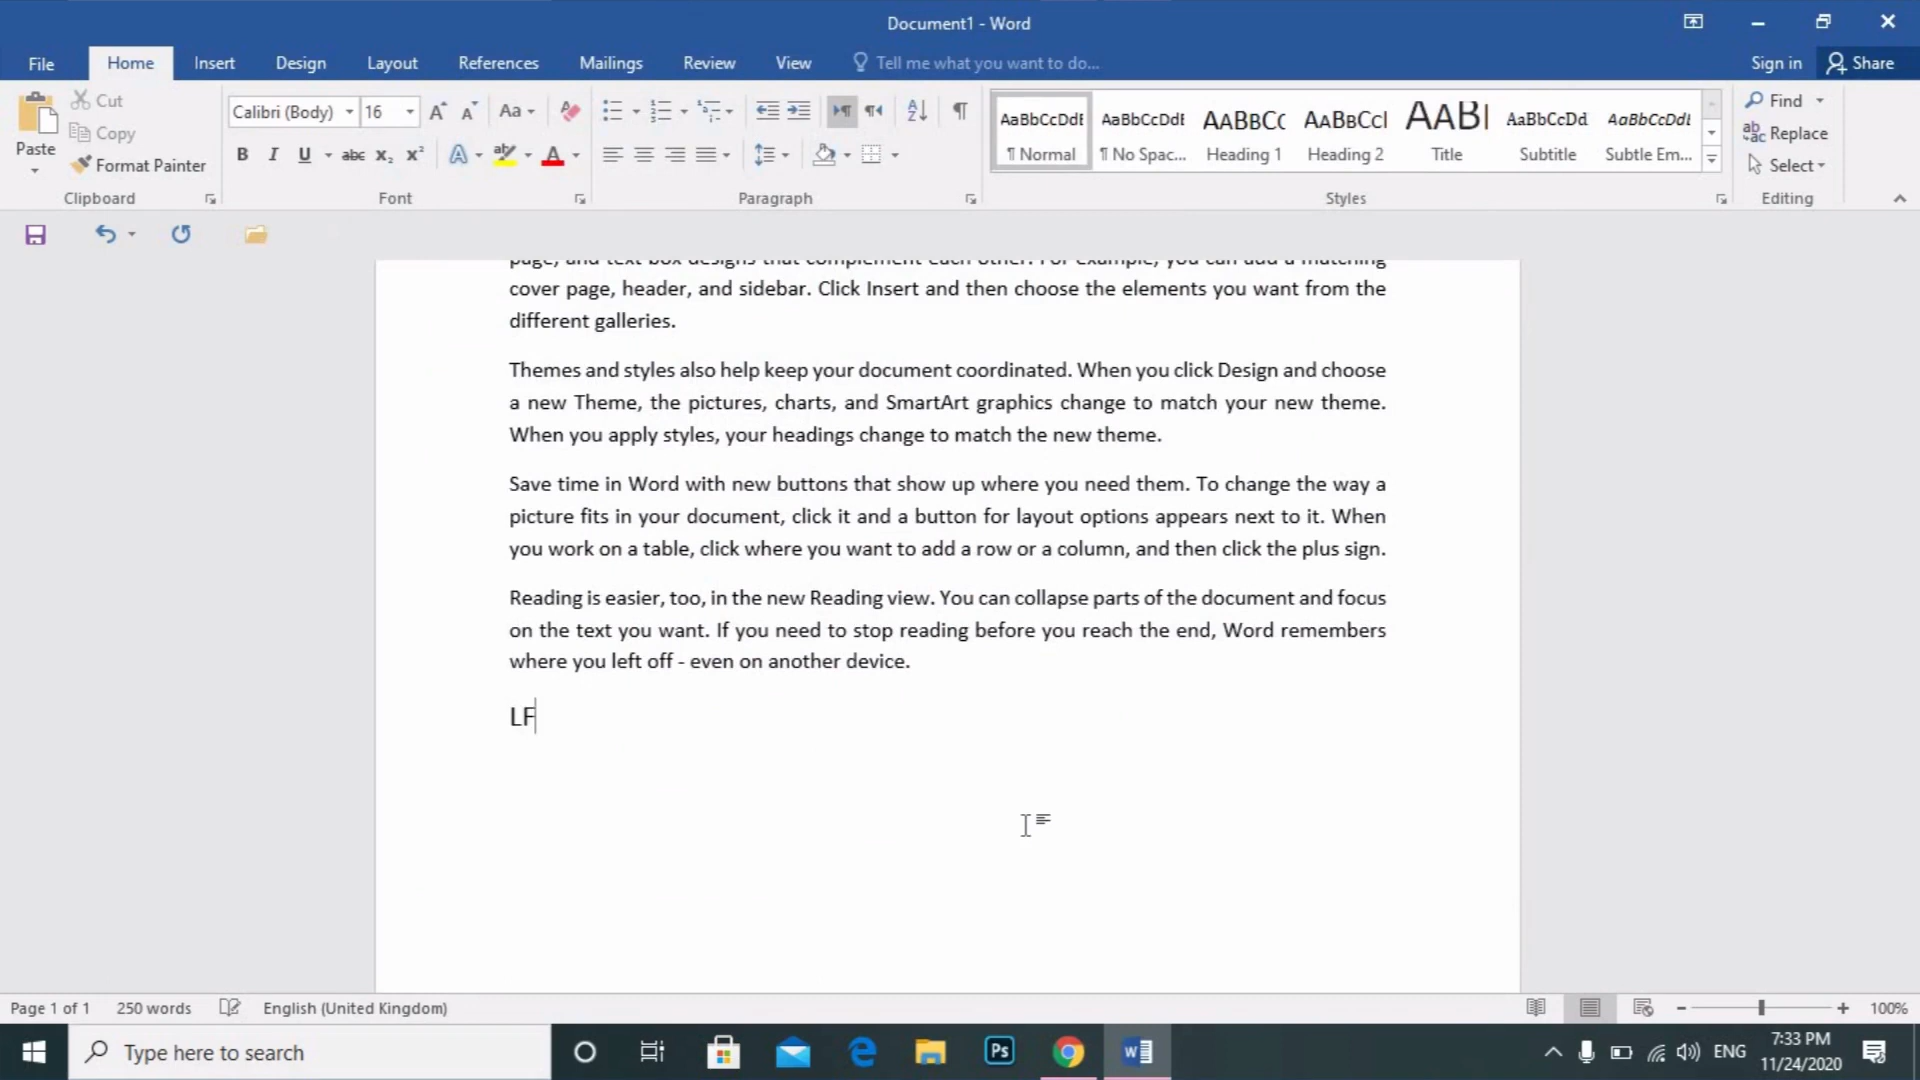 Document1 - Word
File Home Insert Design Layout References Mailings Review View Tell me what you want to do... Sign in Share
Paste Cut Copy Format Painter
Clipboard
Calibri (Body) 16 Aa
B I U abc X₂ X² A ab A
Font
Paragraph
AaBbCcDdE AaBbCcDdE AABBCC AABBCCI AABI AaBbCcDd AaBbCcDdI
¶ Normal ¶ No Spac... Heading 1 Heading 2 Title Subtitle Subtle Em...
Styles
Find
Replace
Select
Editing
page, and text box designs that complement each other. For example, you can add a matching
cover page, header, and sidebar. Click Insert and then choose the elements you want from the
different galleries.
Themes and styles also help keep your document coordinated. When you click Design and choose
a new Theme, the pictures, charts, and SmartArt graphics change to match your new theme.
When you apply styles, your headings change to match the new theme.
Save time in Word with new buttons that show up where you need them. To change the way a
picture fits in your document, click it and a button for layout options appears next to it. When
you work on a table, click where you want to add a row or a column, and then click the plus sign.
Reading is easier, too, in the new Reading view. You can collapse parts of the document and focus
on the text you want. If you need to stop reading before you reach the end, Word remembers
where you left off - even on another device.
LF
Page 1 of 1 250 words English (United Kingdom) 100%
Type here to search Ps ENG 7:33 PM
11/24/2020